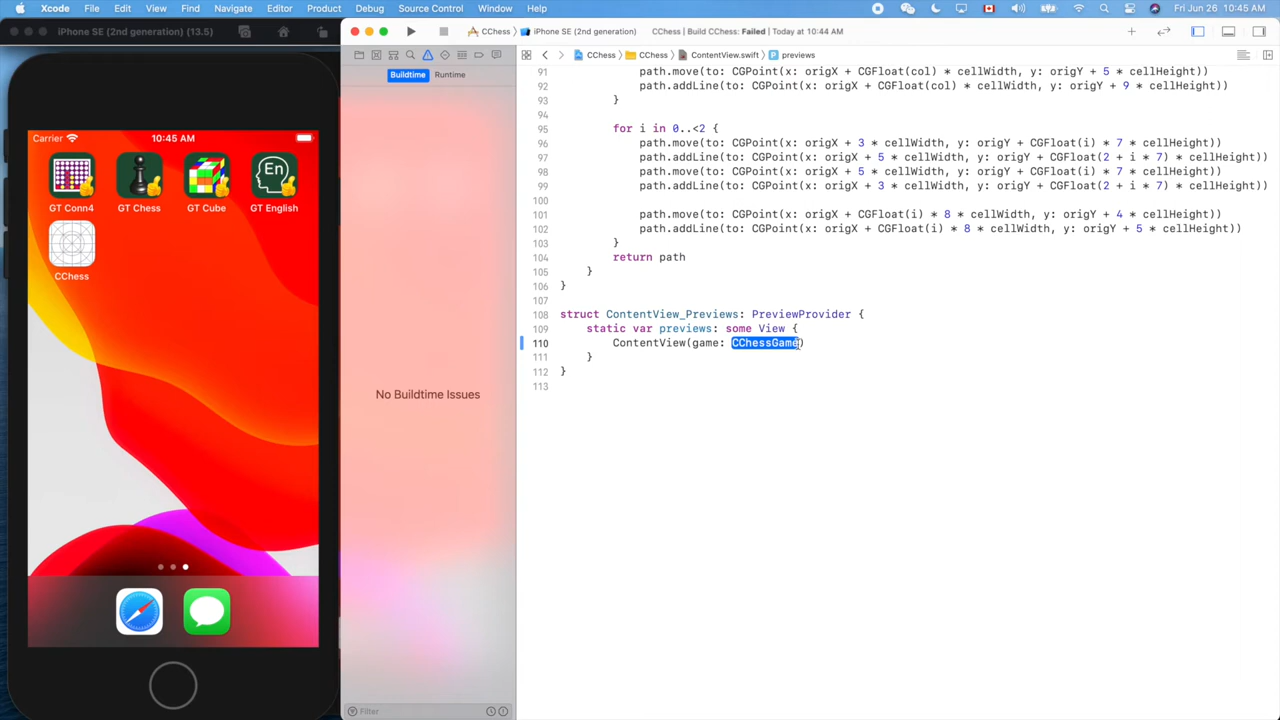 Xcode File Edit View Find Navigate Editor Product Debug Source Control Window Help
Fri Jun 26 10:45 AM
iPhone SE (2nd generation) (13.5)
CChess iPhone SE (2nd generation)
CChess | Build CChess: Failed | Today at 10:44 AM
CChess CChess ContentView.swift previews
Buildtime Runtime
Carrier 10:45 AM
GT Conn4 GT Chess GT Cube GT English
En
CChess
No Buildtime Issues
Filter
91 path.move(to: CGPoint(x: origX + CGFloat(col) * cellWidth, y: origY + 5 * cellHeight))
92 path.addLine(to: CGPoint(x: origX + CGFloat(col) * cellWidth, y: origY + 9 * cellHeight))
93 }
94
95 for i in 0..<2 {
96 path.move(to: CGPoint(x: origX + 3 * cellWidth, y: origY + CGFloat(i) * 7 * cellHeight))
97 path.addLine(to: CGPoint(x: origX + 5 * cellWidth, y: origY + CGFloat(2 + i * 7) * cellHeight))
98 path.move(to: CGPoint(x: origX + 5 * cellWidth, y: origY + CGFloat(i) * 7 * cellHeight))
99 path.addLine(to: CGPoint(x: origX + 3 * cellWidth, y: origY + CGFloat(2 + i * 7) * cellHeight))
100
101 path.move(to: CGPoint(x: origX + CGFloat(i) * 8 * cellWidth, y: origY + 4 * cellHeight))
102 path.addLine(to: CGPoint(x: origX + CGFloat(i) * 8 * cellWidth, y: origY + 5 * cellHeight))
103 }
104 return path
105 }
106 }
107
108 struct ContentView_Previews: PreviewProvider {
109 static var previews: some View {
110 ContentView(game: CChessGame)
111 }
112 }
113